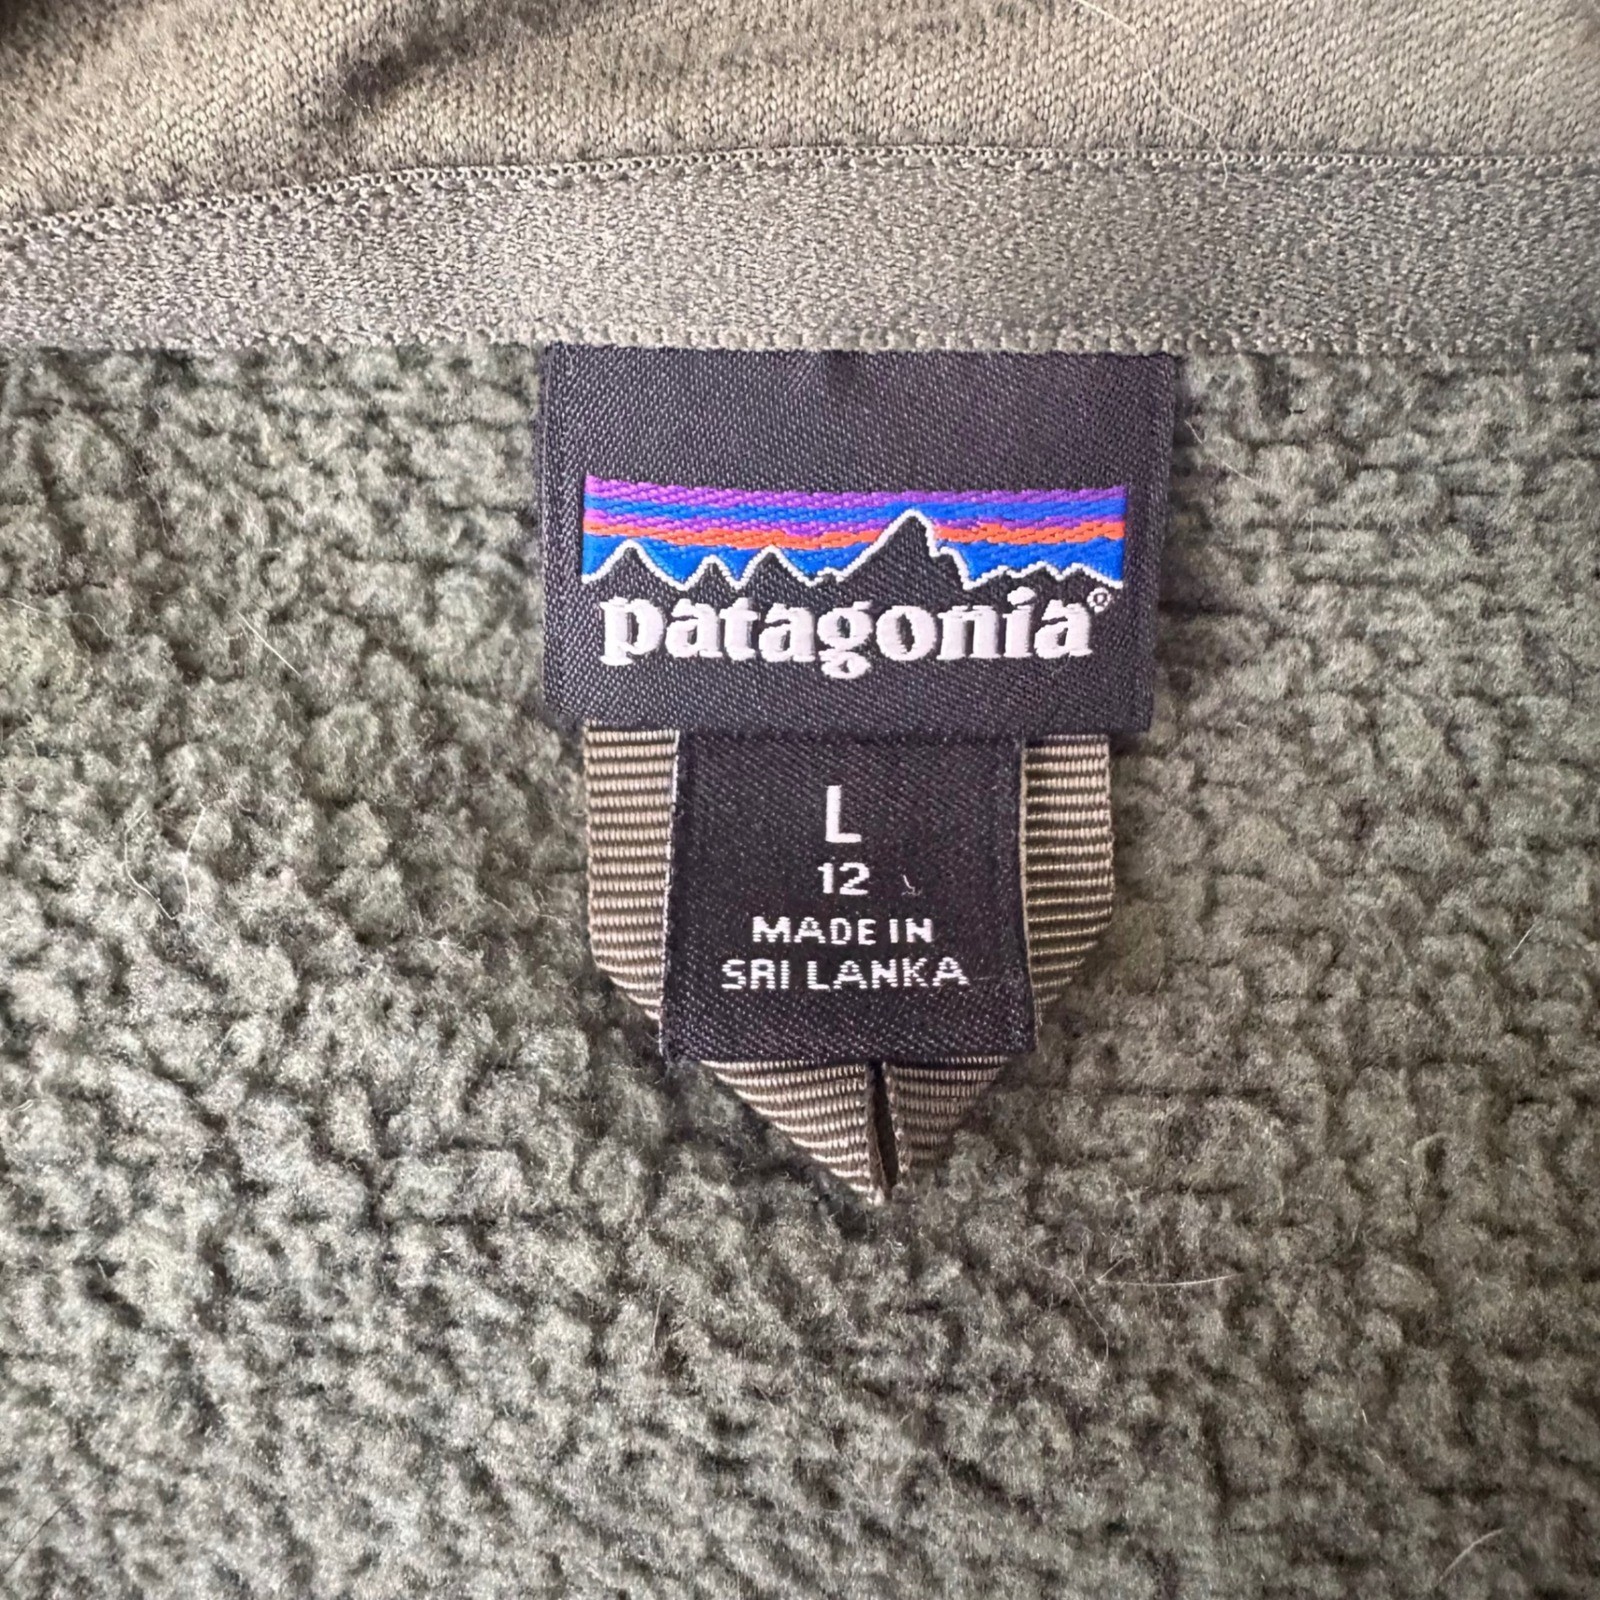 patagonia®
L
12
MADE IN
SRI LANKA